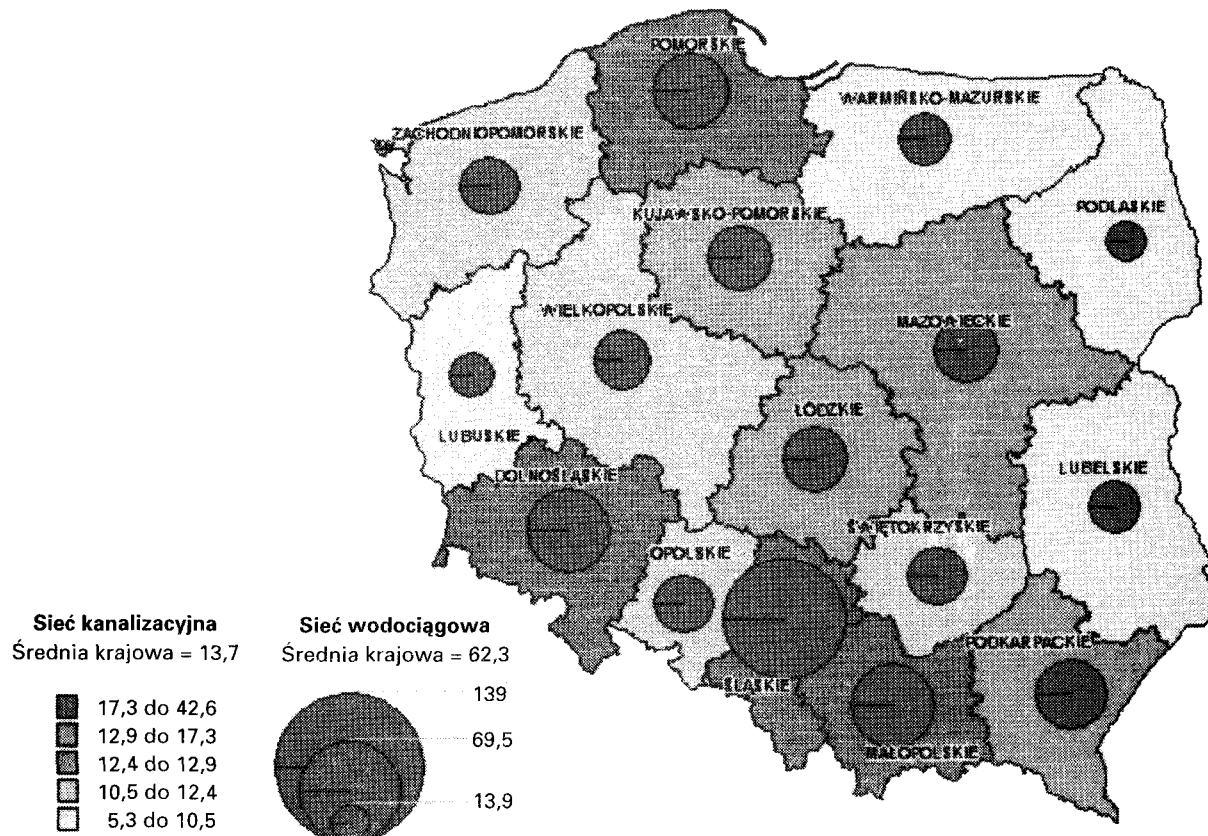 POMORSKIE
WARMIŃSKO-MAZURSKIE
ZACHODNIOPOMORSKIE
KUJAWSKO-POMORSKIE
PODLASKIE
WIELKOPOLSKIE
MAZOWIECKIE
ŁÓDZKIE
LUBUSKIE
DOLNOŚLĄSKIE
LUBELSKIE
ŚWIĘTOKRZYSKIE
OPOLSKIE
PODKARPACKIE
ŚLĄSKIE
MAŁOPOLSKIE
Sieć kanalizacyjna
Średnia krajowa = 13,7
17,3 do 42,6
12,9 do 17,3
12,4 do 12,9
10,5 do 12,4
5,3 do 10,5
Sieć wodociągowa
Średnia krajowa = 62,3
139
69,5
13,9